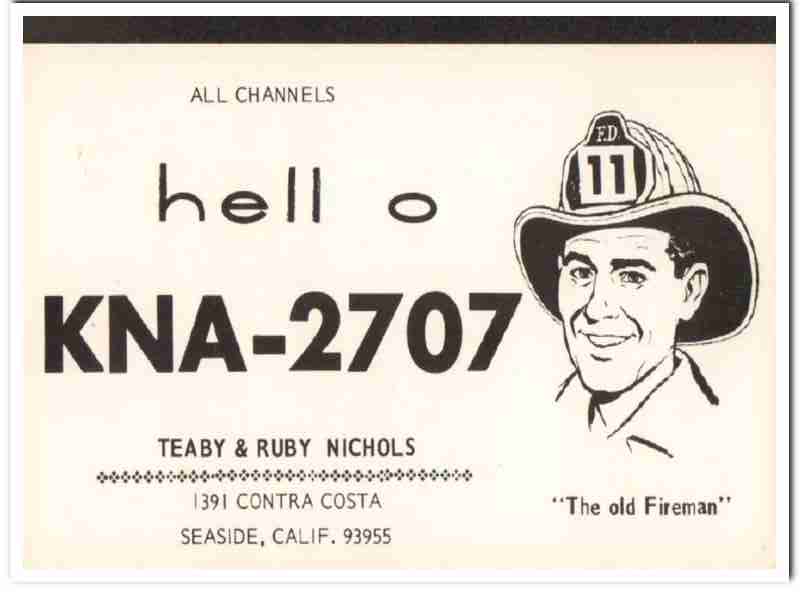 ALL CHANNELS
F.D.
11
hell o
KNA-2707
TEABY & RUBY NICHOLS
1391 CONTRA COSTA
SEASIDE, CALIF. 93955
"The old Fireman"